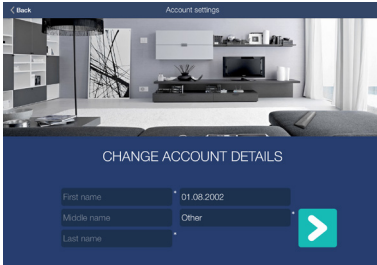 Back
Account settings
CHANGE ACCOUNT DETAILS
First name * 01.08.2002
Middle name Other *
Last name *